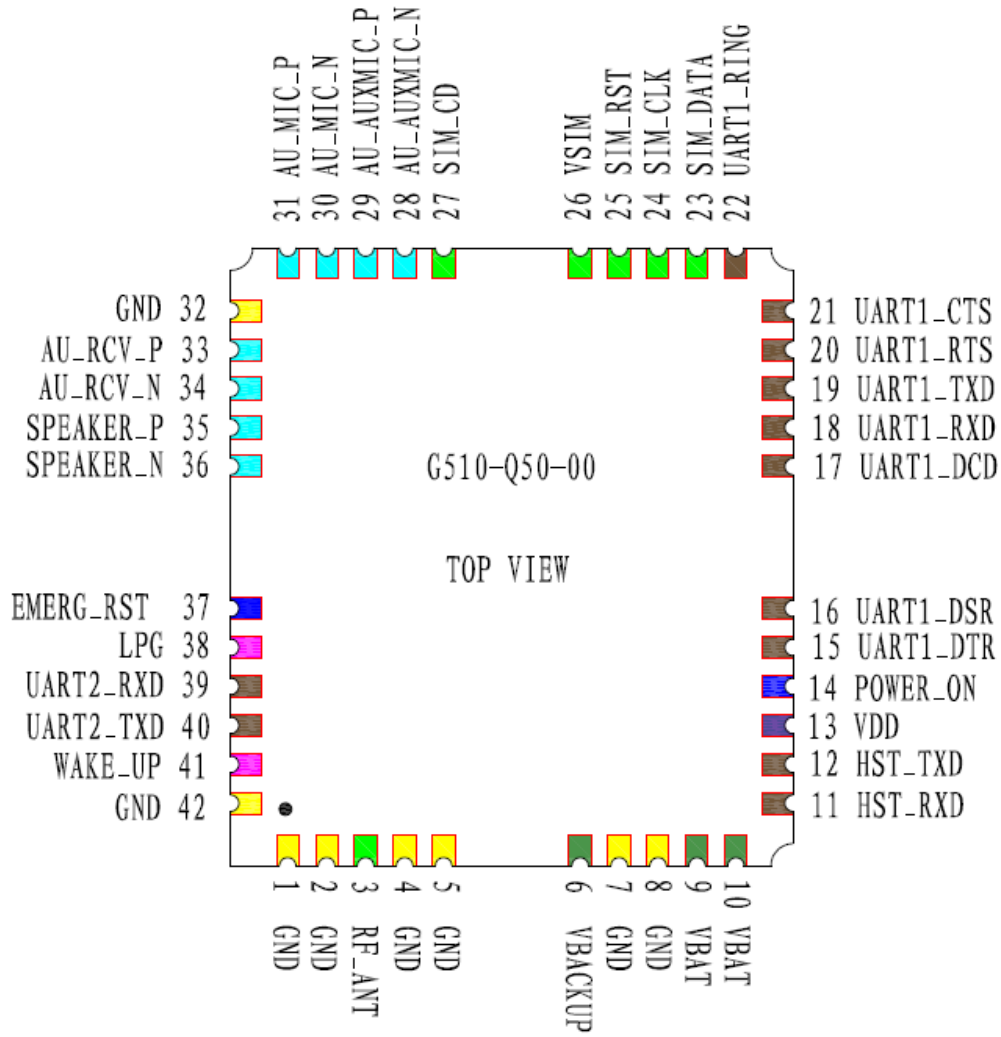 31 AU_MIC_P
30 AU_MIC_N
29 AU_AUXMIC_P
28 AU_AUXMIC_N
27 SIM_CD
26 VSIM
25 SIM_RST
24 SIM_CLK
23 SIM_DATA
22 UART1_RING
GND 32
AU_RCV_P 33
AU_RCV_N 34
SPEAKER_P 35
SPEAKER_N 36
EMERG_RST 37
LPG 38
UART2_RXD 39
UART2_TXD 40
WAKE_UP 41
GND 42
G510-Q50-00
TOP VIEW
21 UART1_CTS
20 UART1_RTS
19 UART1_TXD
18 UART1_RXD
17 UART1_DCD
16 UART1_DSR
15 UART1_DTR
14 POWER_ON
13 VDD
12 HST_TXD
11 HST_RXD
1 GND
2 GND
3 RF_ANT
4 GND
5 GND
6 VBACKUP
7 GND
8 GND
9 VBAT
10 VBAT